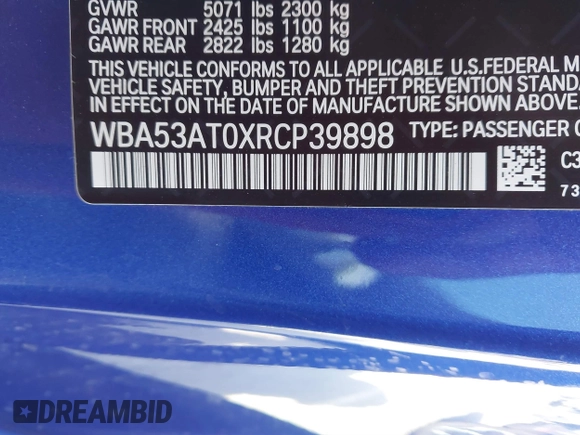 GVWR 5071 lbs 2300 kg
GAWR FRONT 2425 lbs 1100 kg
GAWR REAR 2822 lbs 1280 kg
THIS VEHICLE CONFORMS TO ALL APPLICABLE U.S.FEDERAL M
VEHICLE SAFETY, BUMPER AND THEFT PREVENTION STANDA
IN EFFECT ON THE DATE OF MANUFACTURE SHOWN ABOVE.
WBA53AT0XRCP39898 TYPE: PASSENGER C
C3
73
DREAMBID